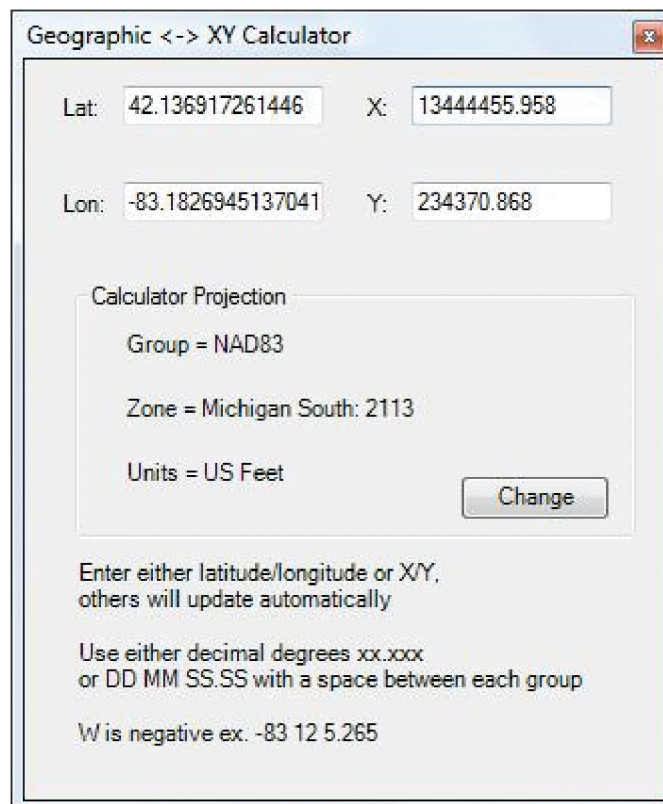 Geographic <-> XY Calculator
x
Lat: 42.136917261446 X: 13444455.958
Lon: -83.1826945137041 Y: 234370.868
Calculator Projection
Group = NAD83
Zone = Michigan South: 2113
Units = US Feet
Change
Enter either latitude/longitude or X/Y,
others will update automatically
Use either decimal degrees xx.xxx
or DD MM SS.SS with a space between each group
W is negative ex. -83 12 5.265